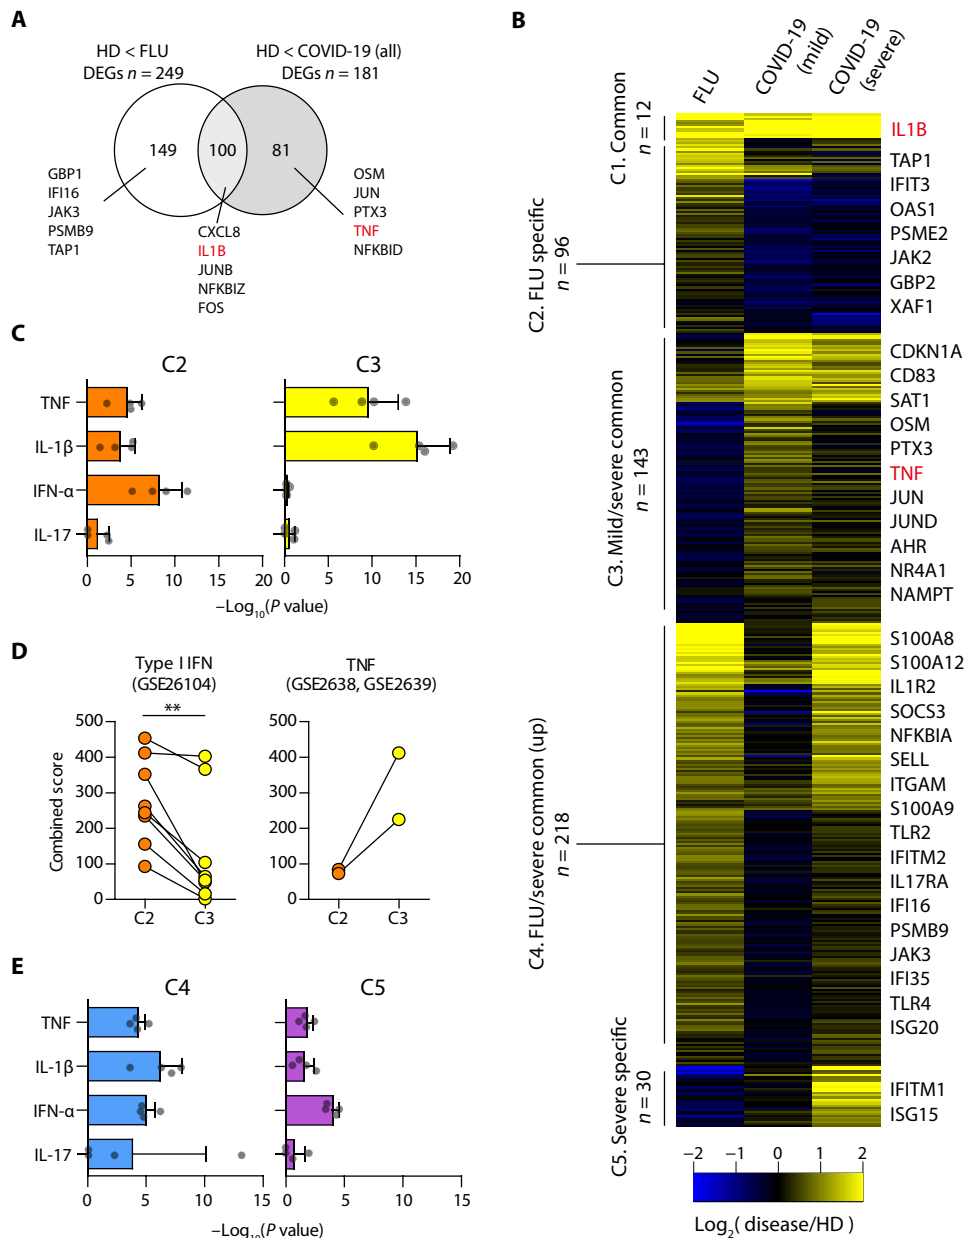 A
HD < FLU
DEGs n = 249
HD < COVID-19 (all)
DEGs n = 181
149
100
81
GBP1
IFI16
JAK3
PSMB9
TAP1
CXCL8
IL1B
JUNB
NFKBIZ
FOS
OSM
JUN
PTX3
TNF
NFKBID
B
FLU
COVID-19
(mild)
COVID-19
(severe)
C1. Common
n = 12
C2. FLU specific
n = 96
C3. Mild/severe common
n = 143
C4. FLU/severe common (up)
n = 218
C5. Severe specific
n = 30
IL1B
TAP1
IFIT3
OAS1
PSME2
JAK2
GBP2
XAF1
CDKN1A
CD83
SAT1
OSM
PTX3
TNF
JUN
JUND
AHR
NR4A1
NAMPT
S100A8
S100A12
IL1R2
SOCS3
NFKBIA
SELL
ITGAM
S100A9
TLR2
IFITM2
IL17RA
IFI16
PSMB9
JAK3
IFI35
TLR4
ISG20
IFITM1
ISG15
−2 −1 0 1 2
Log2( disease/HD )
C
C2
C3
TNF
IL-1β
IFN-α
IL-17
0 5 10 15 20
0 5 10 15 20
−Log10(P value)
D
Type I IFN
(GSE26104)
TNF
(GSE2638, GSE2639)
**
Combined score
500
400
300
200
100
0
C2 C3
500
400
300
200
100
0
C2 C3
E
C4
C5
TNF
IL-1β
IFN-α
IL-17
0 5 10 15
0 5 10 15
−Log10(P value)